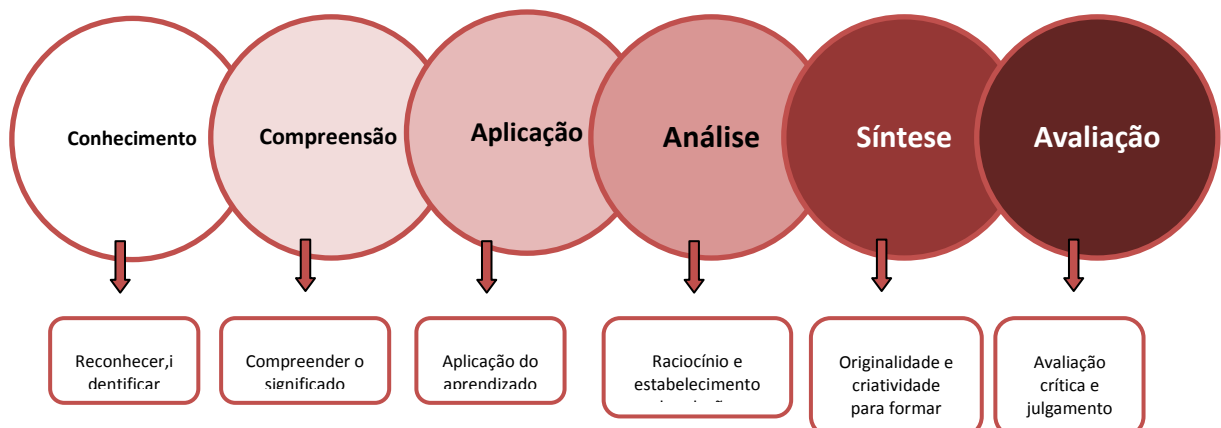 Conhecimento
Compreensão
Aplicação
Análise
Síntese
Avaliação
Reconhecer,i
dentificar
Compreender o
significado
Aplicação do
aprendizado
Raciocínio e
estabelecimento
Originalidade e
criatividade
para formar
Avaliação
crítica e
julgamento